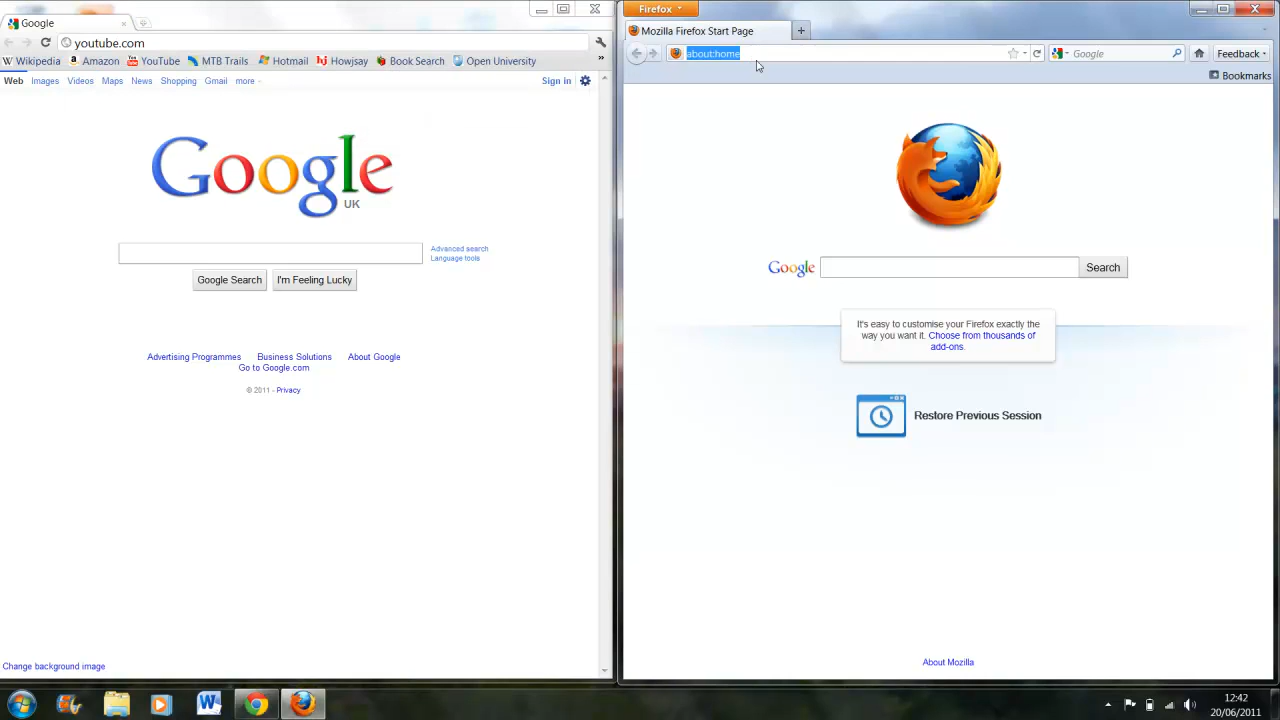 Google
youtube.com
Wikipedia Amazon YouTube MTB Trails Hotmail Howjsay Book Search Open University »
Web Images Videos Maps News Shopping Gmail more Sign in
Google
UK
Advanced search
Language tools
Google Search I'm Feeling Lucky
Advertising Programmes Business Solutions About Google
Go to Google.com
© 2011 - Privacy
Change background image
Firefox
Mozilla Firefox Start Page
about:home Google Feedback
Bookmarks
Google Search
It's easy to customise your Firefox exactly the
way you want it. Choose from thousands of
add-ons.
Restore Previous Session
About Mozilla
12:42
20/06/2011